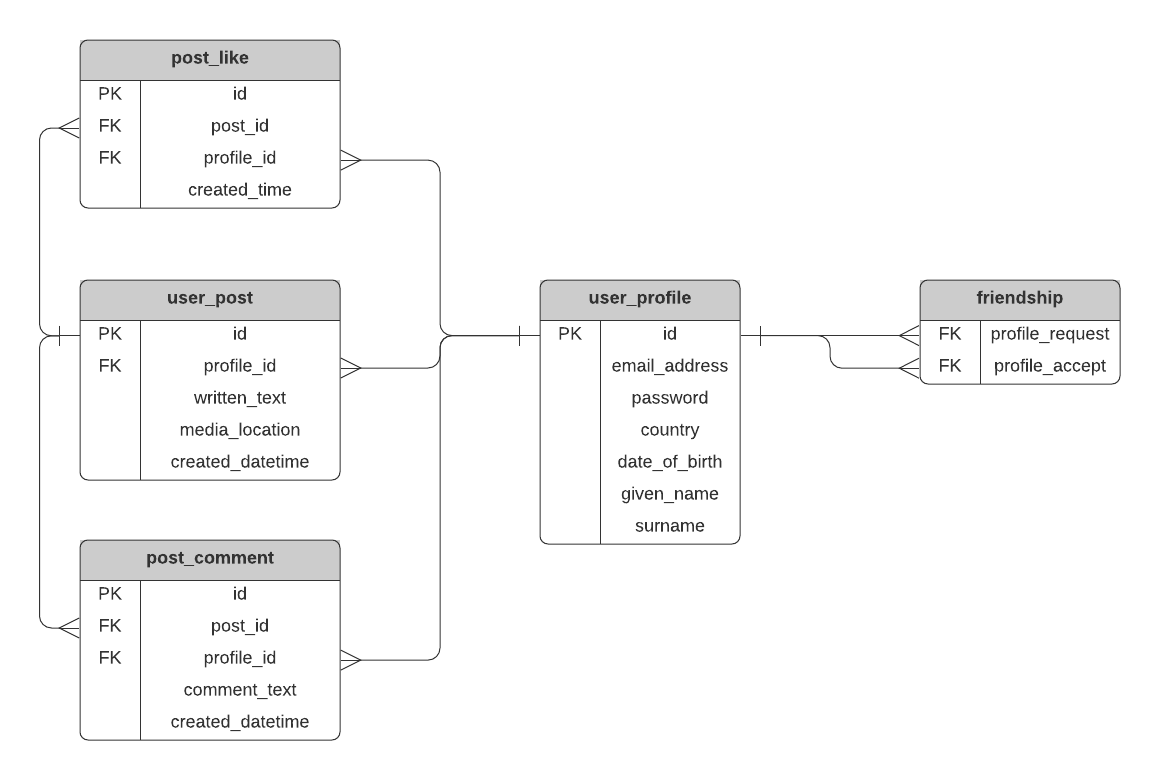 post_like
PK id
FK post_id
FK profile_id
created_time
user_post
PK id
FK profile_id
written_text
media_location
created_datetime
post_comment
PK id
FK post_id
FK profile_id
comment_text
created_datetime
user_profile
PK id
email_address
password
country
date_of_birth
given_name
surname
friendship
FK profile_request
FK profile_accept